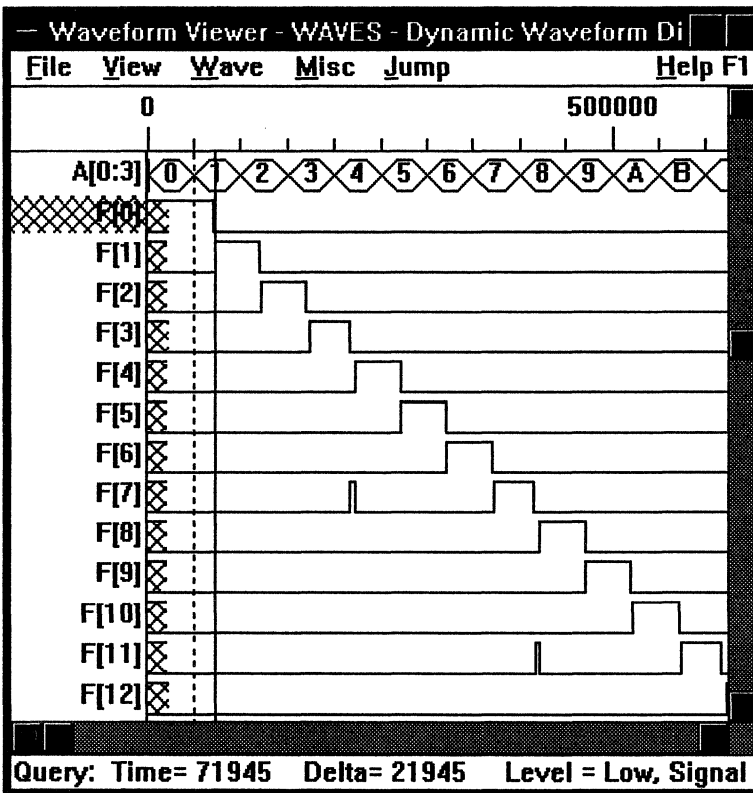 — Waveform Viewer - WAVES - Dynamic Waveform Di
File View Wave Misc Jump Help F1
0 500000
A[0:3] 0 1 2 3 4 5 6 7 8 9 A B
F[0]
F[1]
F[2]
F[3]
F[4]
F[5]
F[6]
F[7]
F[8]
F[9]
F[10]
F[11]
F[12]
Query: Time= 71945 Delta= 21945 Level = Low, Signal